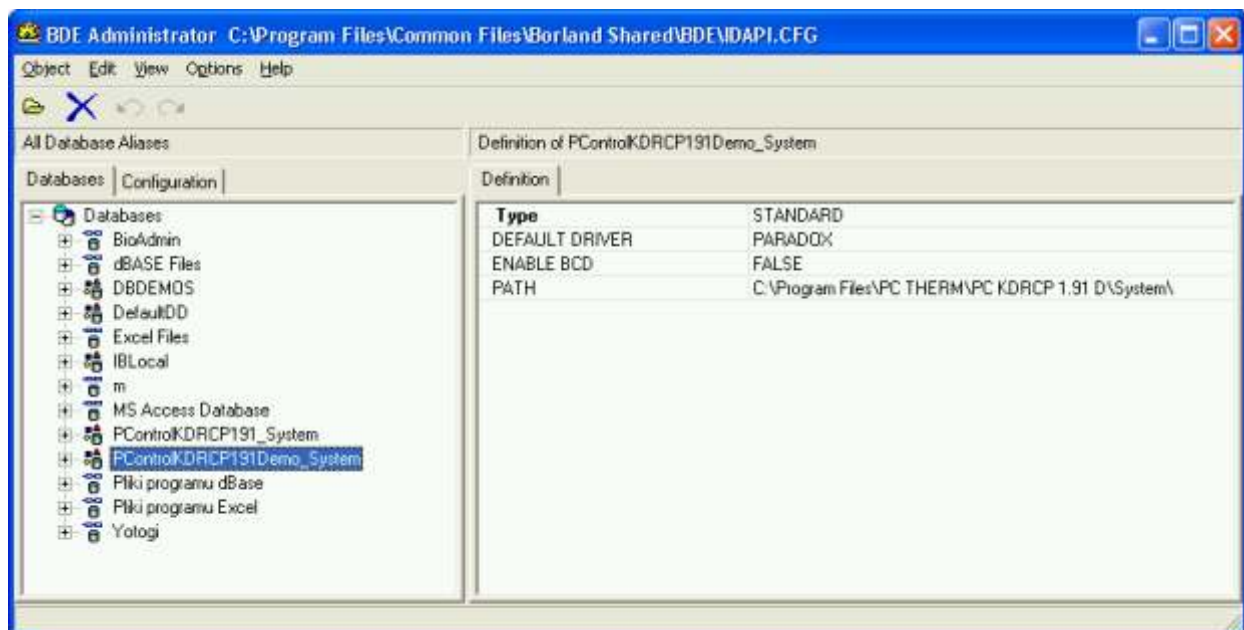 BDE Administrator C:\Program Files\Common Files\Borland Shared\BDE\IDAPI.CFG
Object Edit View Options Help
All Database Aliases
Definition of PControlKDRCP191Demo_System
Databases Configuration
Definition
Databases
BioAdmin
dBASE Files
DBDEMOS
DefaultDD
Excel Files
IBLocal
m
MS Access Database
PControlKDRCP191_System
PControlKDRCP191Demo_System
Pliki programu dBase
Pliki programu Excel
Yotogi
Type STANDARD
DEFAULT DRIVER PARADOX
ENABLE BCD FALSE
PATH C:\Program Files\PC THERM\PC KDRCP 1.91 D\System\